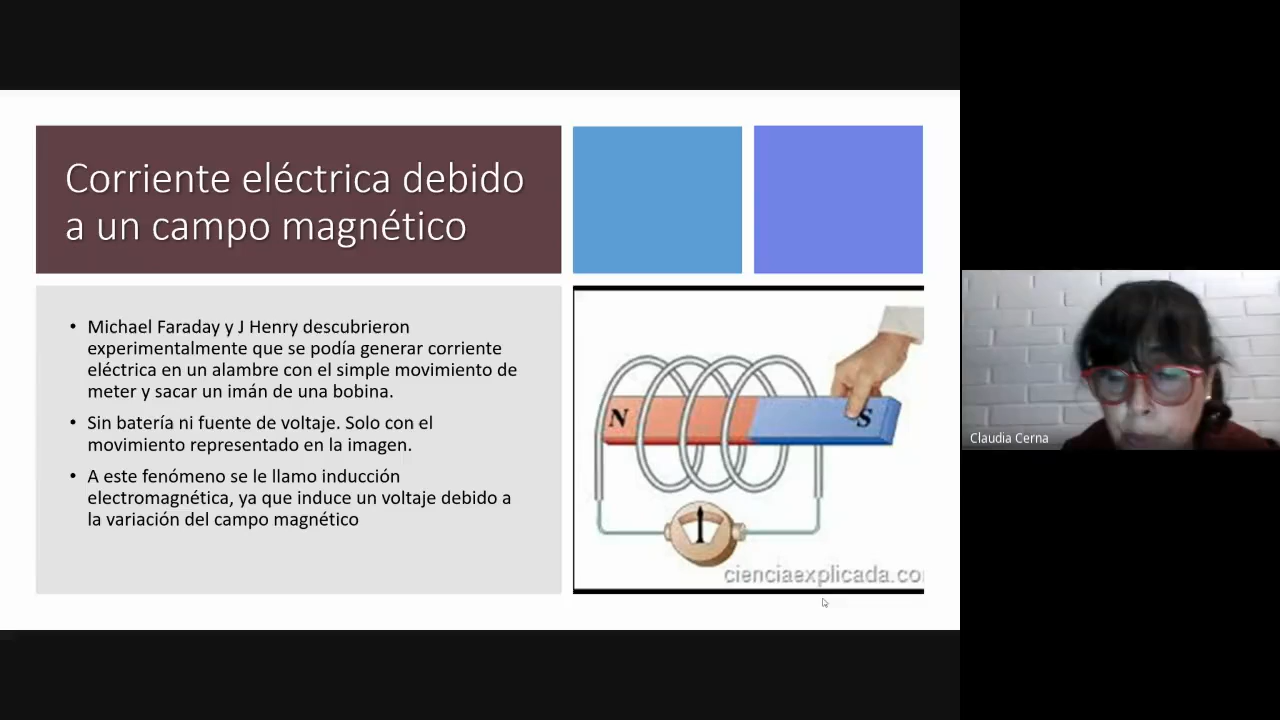 Corriente eléctrica debido
a un campo magnético
• Michael Faraday y J Henry descubrieron
experimentalmente que se podía generar corriente
eléctrica en un alambre con el simple movimiento de
meter y sacar un imán de una bobina.
• Sin batería ni fuente de voltaje. Solo con el
movimiento representado en la imagen.
• A este fenómeno se le llamo inducción
electromagnética, ya que induce un voltaje debido a
la variación del campo magnético
N
S
cienciaexplicada.co
Claudia Cerna